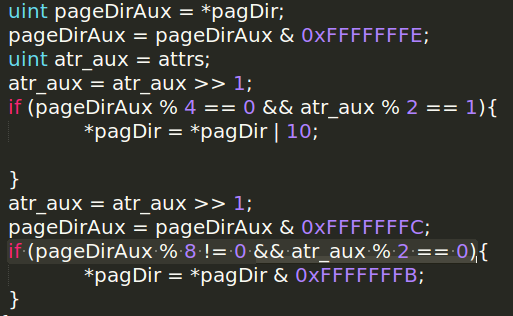 uint pageDirAux = *pagDir;
pageDirAux = pageDirAux & 0xFFFFFFFE;
uint atr_aux = attrs;
atr_aux = atr_aux >> 1;
if (pageDirAux % 4 == 0 && atr_aux % 2 == 1){
*pagDir = *pagDir | 10;
}
atr_aux = atr_aux >> 1;
pageDirAux = pageDirAux & 0xFFFFFFFC;
if (pageDirAux % 8 != 0 && atr_aux % 2 == 0){
*pagDir = *pagDir & 0xFFFFFFFB;
}